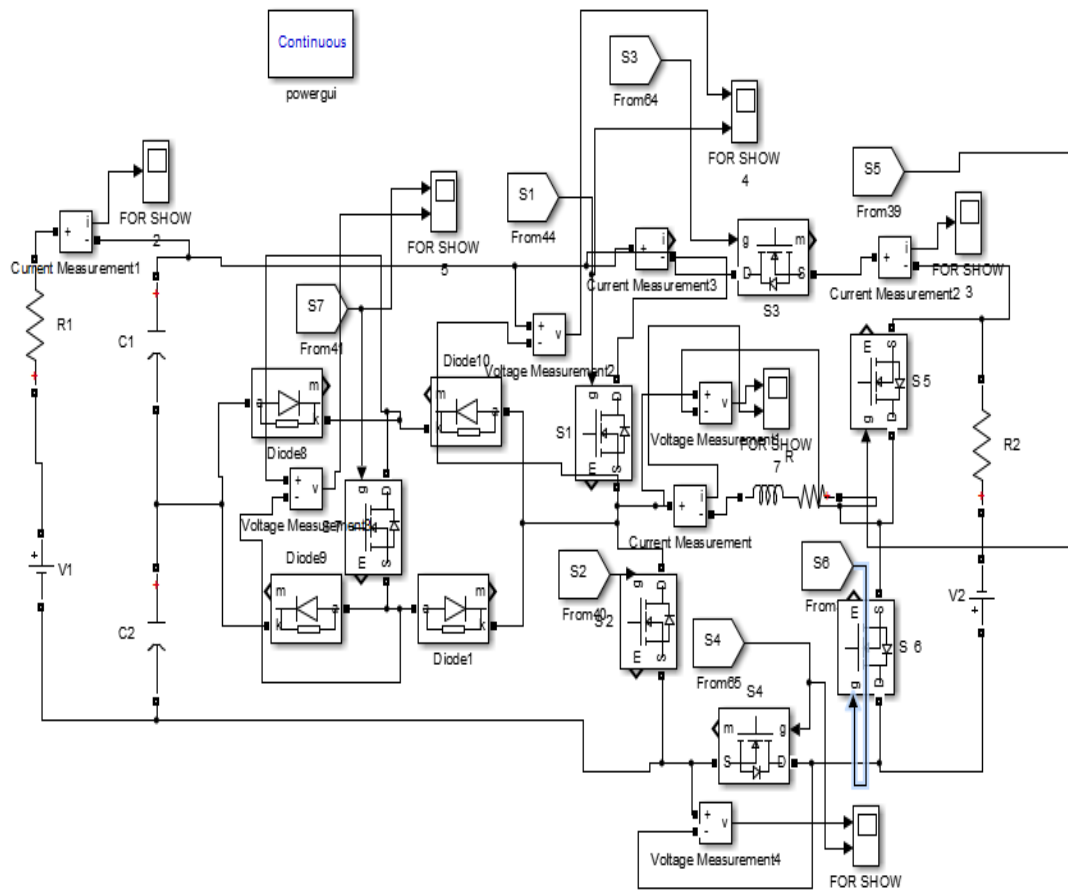 Continuous
powergui
S3
From64
FOR SHOW
4
S5
From39
FOR SHOW
2
i
-
+
Current Measurement1
S1
From44
FOR SHOW
5
i
+
-
Current Measurement3
g
m
D
S
S3
i
+
-
Current Measurement2
FOR SHOW
3
R1
C1
S7
From41
Diode10
+
-
v
Voltage Measurement2
m
a
k
Diode8
m
k
a
g
D
S1
m
S
+
-
v
Voltage Measurement1
FOR SHOW
7
R
m
S
g
D
S 5
R2
+
-
v
Voltage Measurement3
g
D
S 7
m
S
i
+
-
Current Measurement
Diode9
m
k
a
a
m
k
Diode1
S2
From40
g
D
S 2
m
S
S6
m
S
g
D
S 6
V2
+
V1
+
C2
S4
From65
S4
m
g
S
D
+
-
v
Voltage Measurement4
FOR SHOW